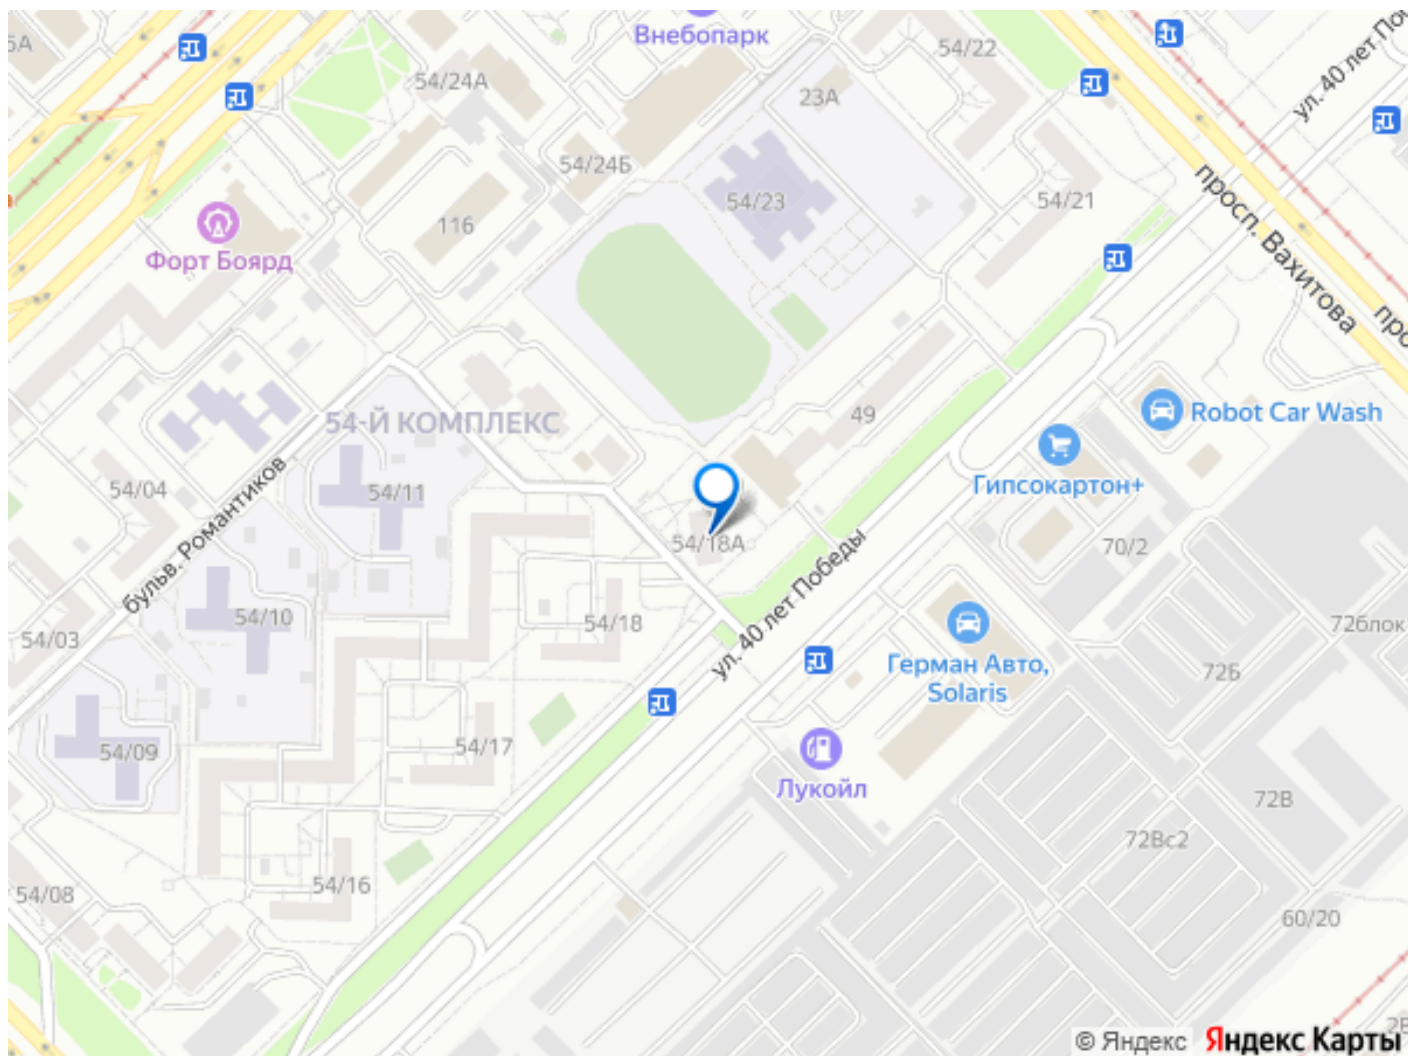 5А
Внебопарк
54/22
ул. 40 лет По
54/24А
23А
54/24Б
54/23
54/21
просп. Вахитова
116
Форт Боярд
про
54-Й КОМПЛЕКС
49
Robot Car Wash
Гипсокартон+
54/04
54/11
бульв. Романтиков
54/18А
70/2
ул. 40 лет Победы
54/10
54/18
54/03
72блок
Герман Авто,
Solaris
72Б
54/17
54/09
Лукойл
72В
72Вс2
54/16
54/08
60/20
© Яндекс
Яндекс Карты